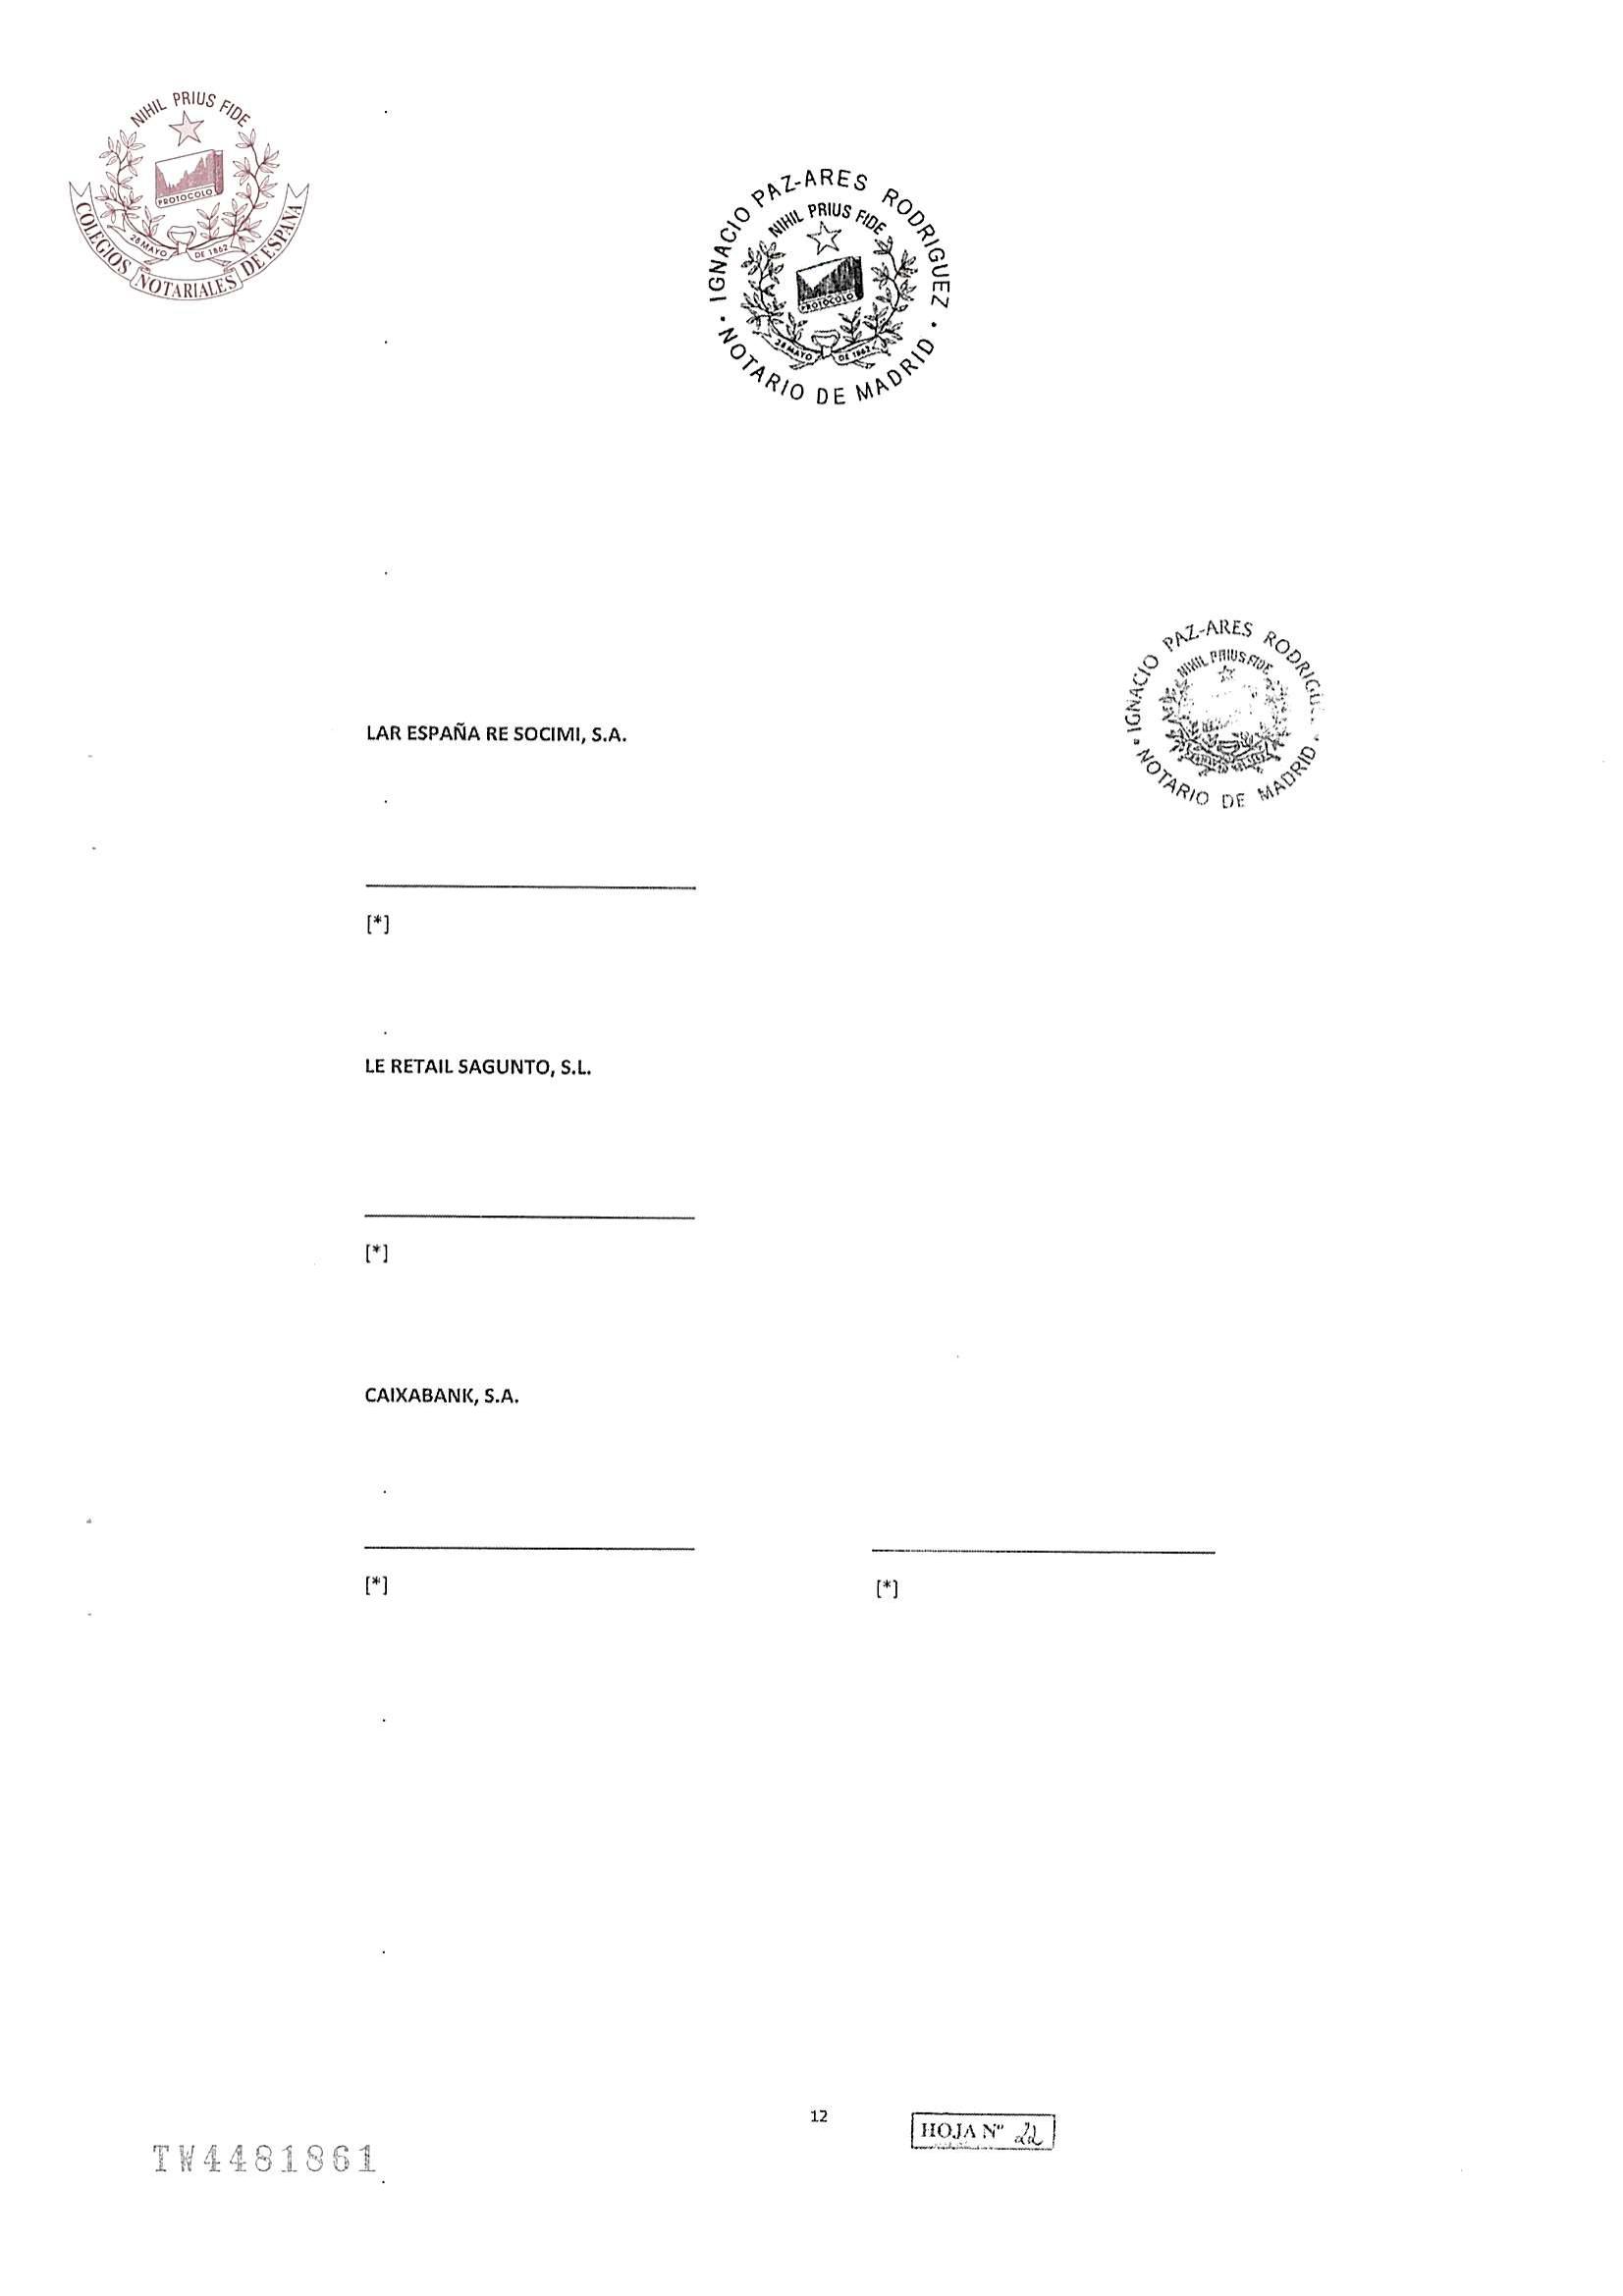 NIHIL PRIUS FIDE
PROTOCOLO
28 MAYO DE 1862
COLEGIOS NOTARIALES DE ESPAÑA
IGNACIO PAZ-ARES RODRIGUEZ
NIHIL PRIUS FIDE
PROTOCOLO
28 MAYO DE 1862
NOTARIO DE MADRID
IGNACIO PAZ-ARES
NIHIL PRIUS FIDE
NOTARIO DE MADRID
LAR ESPAÑA RE SOCIMI, S.A.
[*]
LE RETAIL SAGUNTO, S.L.
[*]
CAIXABANK, S.A.
[*] [*]
12
HOJA Nº 22
TW4481861